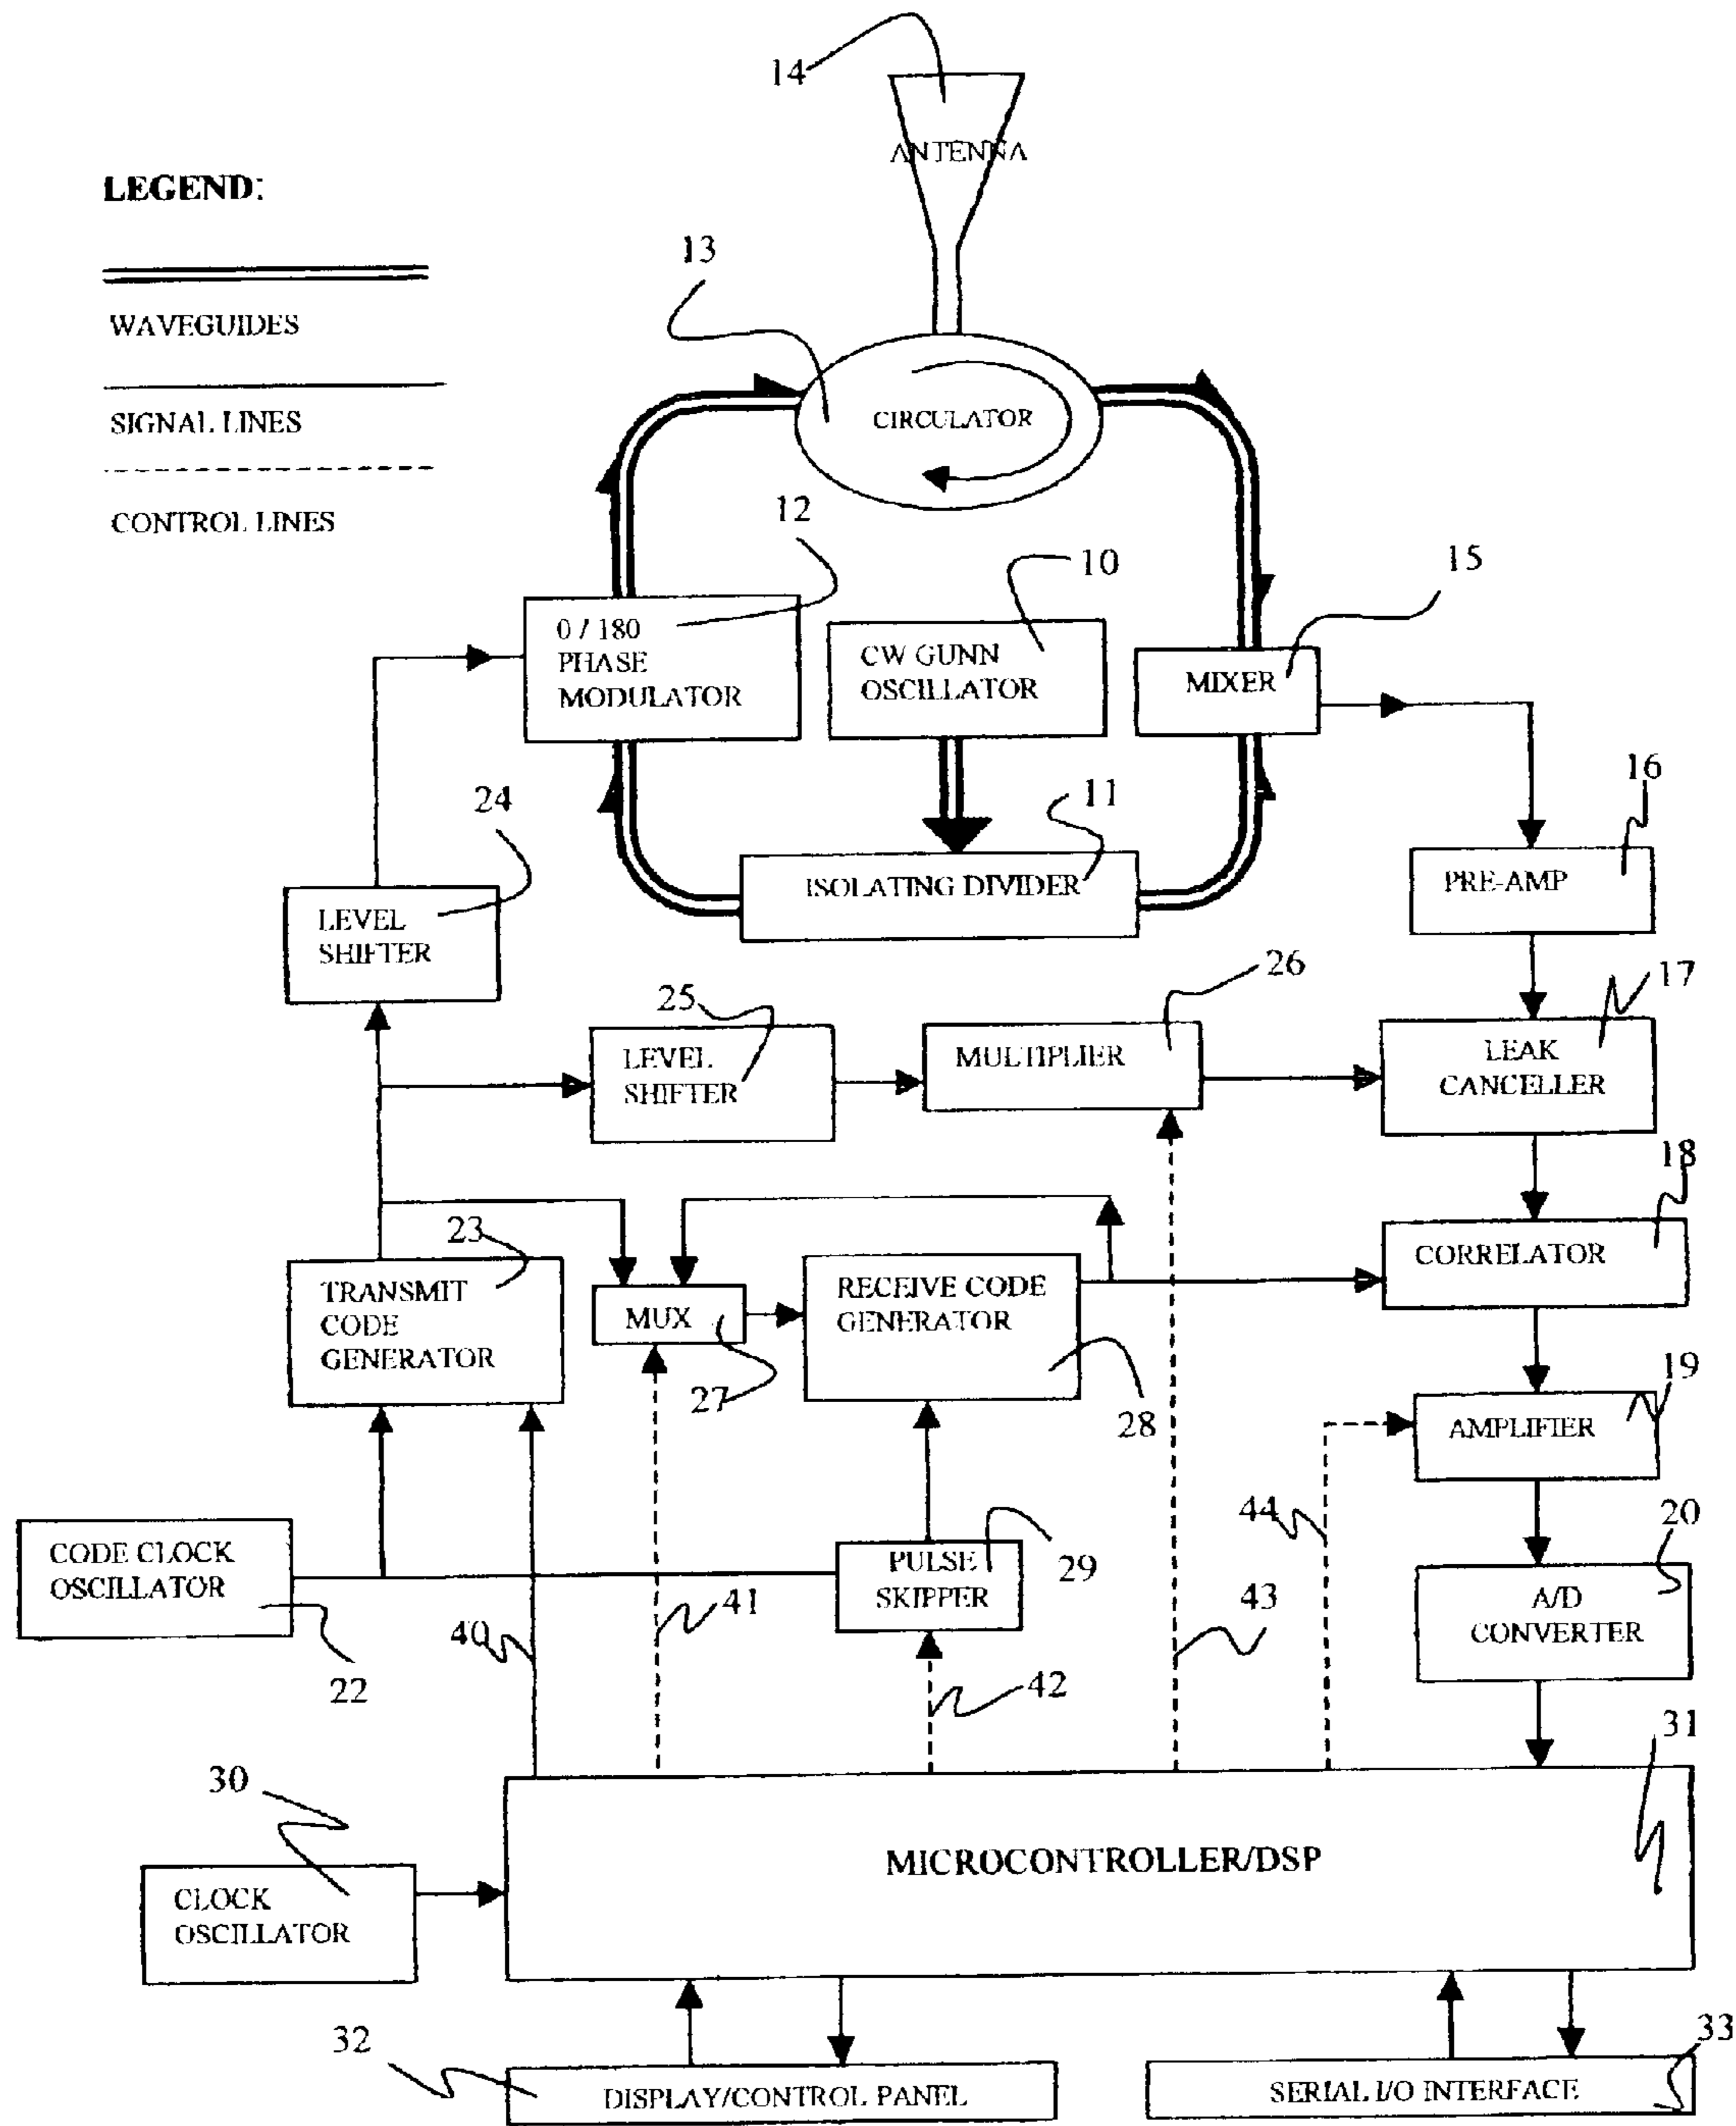 14
ANTENNA
LEGEND:
WAVEGUIDES
SIGNAL LINES
CONTROL LINES
13
CIRCULATOR
12
10
15
0 / 180
PHASE
MODULATOR
CW GUNN
OSCILLATOR
MIXER
11
16
ISOLATING DIVIDER
PRE-AMP
24
LEVEL
SHIFTER
25
26
17
LEVEL
SHIFTER
MULTIPLIER
LEAK
CANCELLER
18
23
TRANSMIT
CODE
GENERATOR
MUX
27
RECEIVE CODE
GENERATOR
28
CORRELATOR
19
AMPLIFIER
44
20
CODE CLOCK
OSCILLATOR
22
PULSE
SKIPPER
29
A/D
CONVERTER
40
41
42
43
31
30
CLOCK
OSCILLATOR
MICROCONTROLLER/DSP
32
33
DISPLAY/CONTROL PANEL
SERIAL I/O INTERFACE